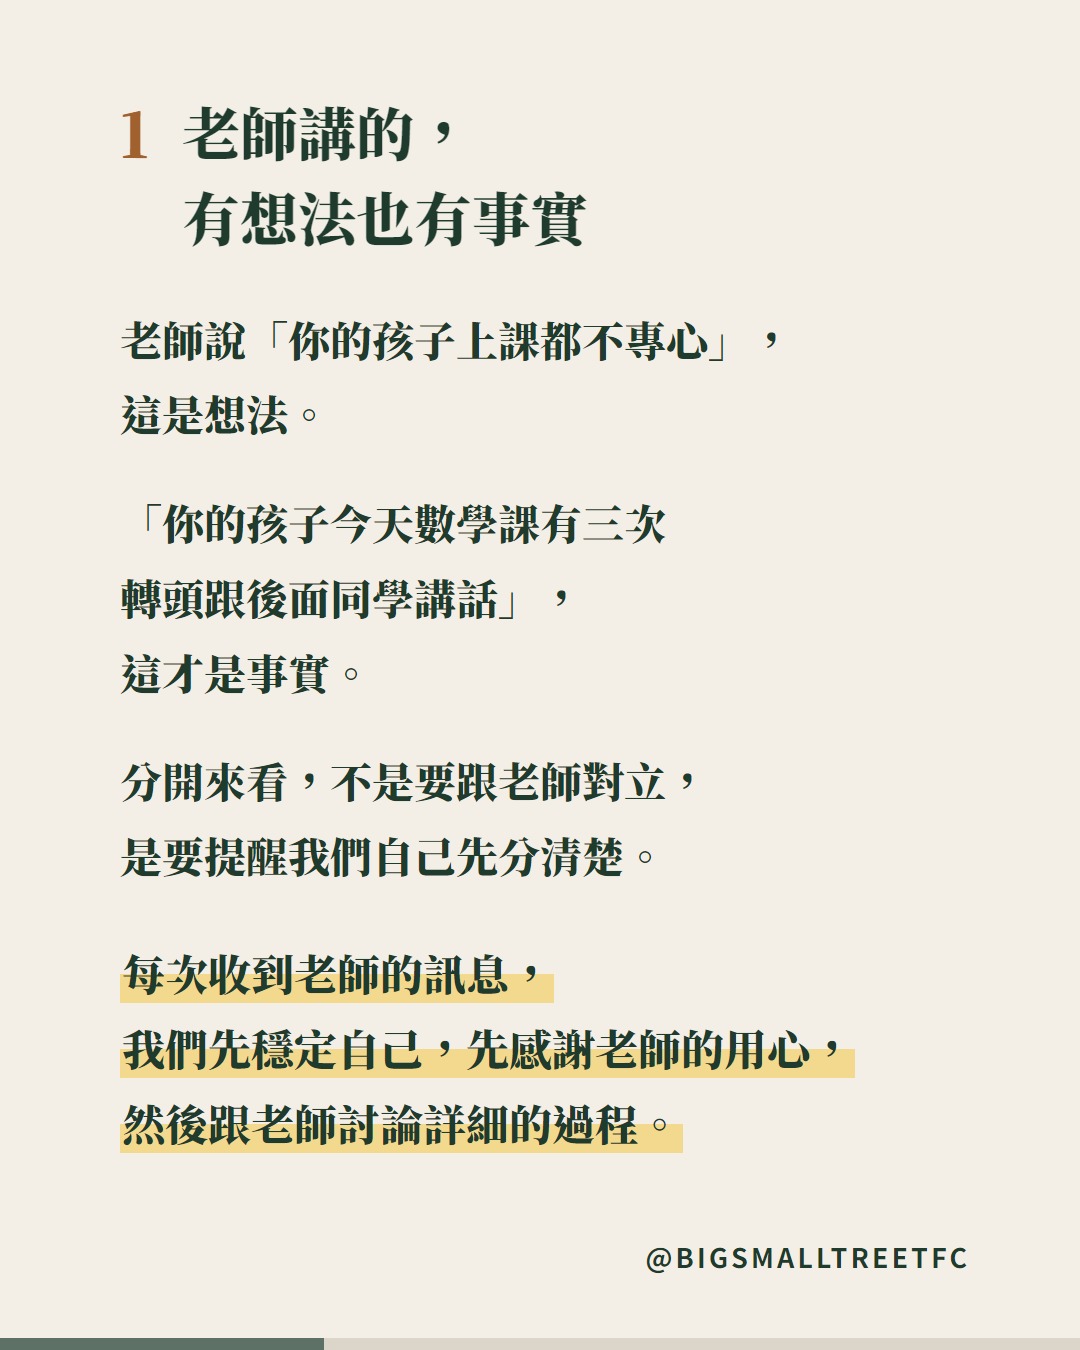 1 老師講的，
有想法也有事實
老師說「你的孩子上課都不專心」，
這是想法。
「你的孩子今天數學課有三次
轉頭跟後面同學講話」，
這才是事實。
分開來看，不是要跟老師對立，
是要提醒我們自己先分清楚。
每次收到老師的訊息，
我們先穩定自己，先感謝老師的用心，
然後跟老師討論詳細的過程。
@BIGSMALLTREETFC